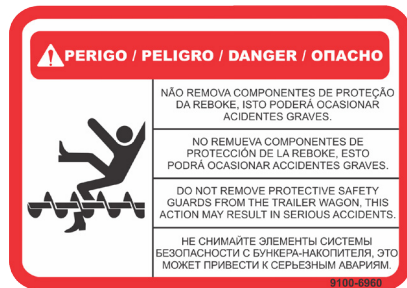 PERIGO / PELIGRO / DANGER / ОПАСНО
NÃO REMOVA COMPONENTES DE PROTEÇÃO
DA REBOKE, ISTO PODERÁ OCASIONAR
ACIDENTES GRAVES.
NO REMUEVA COMPONENTES DE
PROTECCIÓN DE LA REBOKE, ESTO
PODRÁ OCASIONAR ACIDENTES GRAVES.
DO NOT REMOVE PROTECTIVE SAFETY
GUARDS FROM THE TRAILER WAGON, THIS
ACTION MAY RESULT IN SERIOUS ACCIDENTS.
НЕ СНИМАЙТЕ ЭЛЕМЕНТЫ СИСТЕМЫ
БЕЗОПАСНОСТИ С БУНКЕРА-НАКОПИТЕЛЯ, ЭТО
МОЖЕТ ПРИВЕСТИ К СЕРЬЕЗНЫМ АВАРИЯМ.
9100-6960